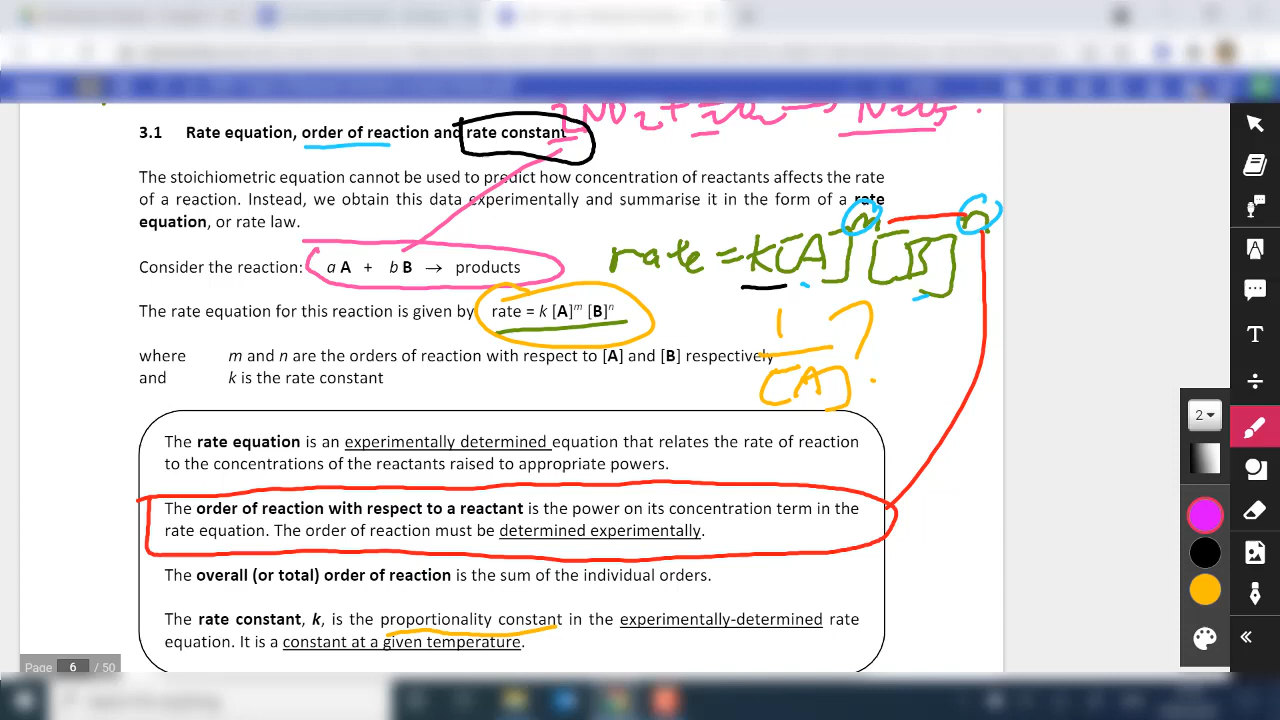 2NO2 + 1/2O2 → N2O5
3.1 Rate equation, order of reaction and rate constant
The stoichiometric equation cannot be used to predict how concentration of reactants affects the rate
of a reaction. Instead, we obtain this data experimentally and summarise it in the form of a rate
equation, or rate law.
Consider the reaction: a A + b B → products
rate = k[A]^m [B]^n
The rate equation for this reaction is given by rate = k [A]^m [B]^n
1/[A] ?
where m and n are the orders of reaction with respect to [A] and [B] respectively
and k is the rate constant
The rate equation is an experimentally determined equation that relates the rate of reaction
to the concentrations of the reactants raised to appropriate powers.
The order of reaction with respect to a reactant is the power on its concentration term in the
rate equation. The order of reaction must be determined experimentally.
The overall (or total) order of reaction is the sum of the individual orders.
The rate constant, k, is the proportionality constant in the experimentally-determined rate
equation. It is a constant at a given temperature.
Page 6 / 50
2
T